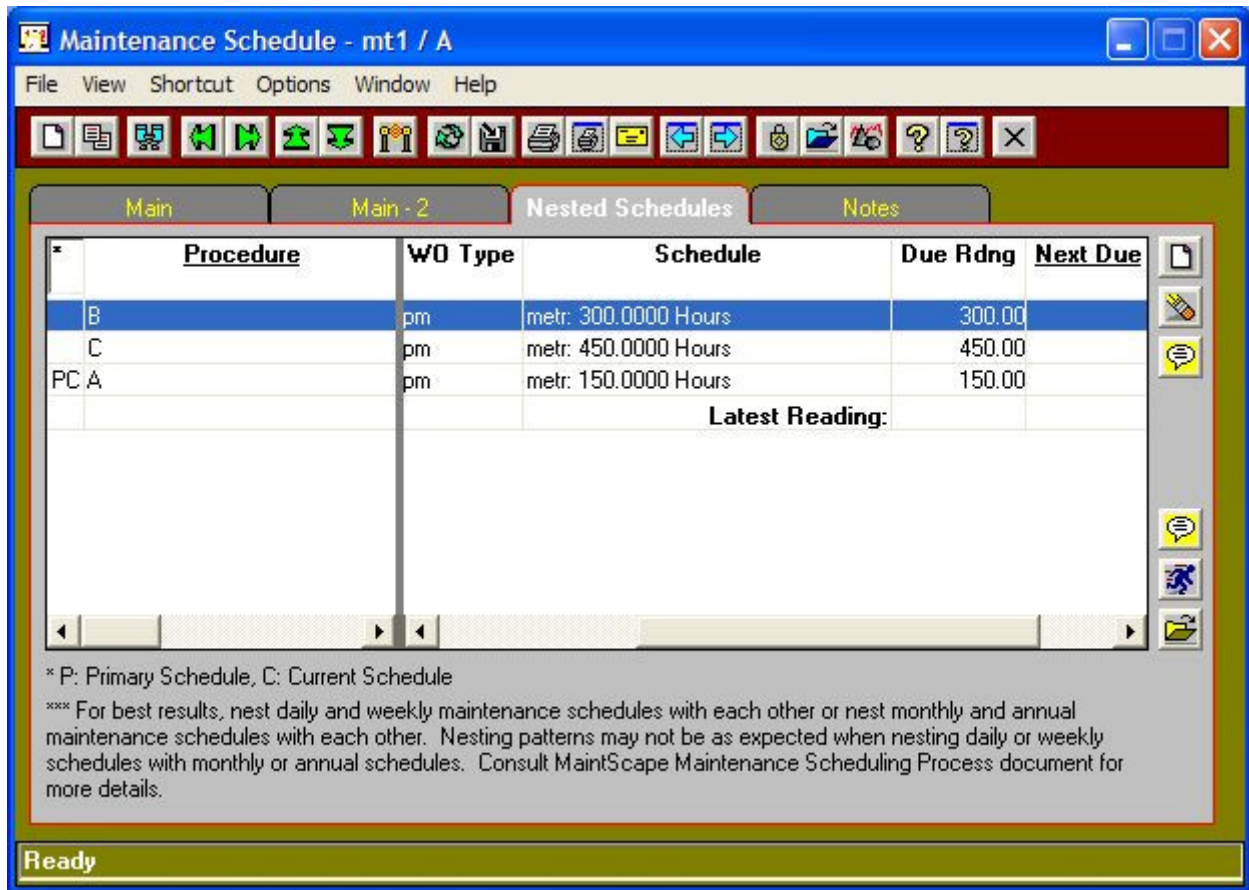 Maintenance Schedule - mt1 / A
File View Shortcut Options Window Help
Main Main - 2 Nested Schedules Notes
* Procedure WO Type Schedule Due Rdng Next Due
B pm metr: 300.0000 Hours 300.00
C pm metr: 450.0000 Hours 450.00
PC A pm metr: 150.0000 Hours 150.00
Latest Reading:
* P: Primary Schedule, C: Current Schedule
*** For best results, nest daily and weekly maintenance schedules with each other or nest monthly and annual
maintenance schedules with each other. Nesting patterns may not be as expected when nesting daily or weekly
schedules with monthly or annual schedules. Consult MaintScape Maintenance Scheduling Process document for
more details.
Ready